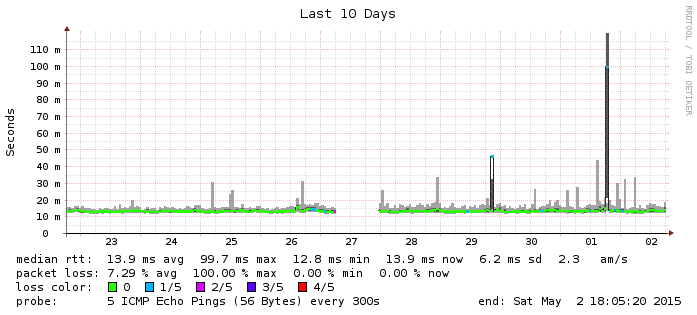 Last 10 Days
RRDTOOL / TOBI OETIKER
Seconds
110 m
100 m
90 m
80 m
70 m
60 m
50 m
40 m
30 m
20 m
10 m
0
23 24 25 26 27 28 29 30 01 02
median rtt: 13.9 ms avg 99.7 ms max 12.8 ms min 13.9 ms now 6.2 ms sd 2.3 am/s
packet loss: 7.29 % avg 100.00 % max 0.00 % min 0.00 % now
loss color: 0 1/5 2/5 3/5 4/5
probe: 5 ICMP Echo Pings (56 Bytes) every 300s end: Sat May 2 18:05:20 2015